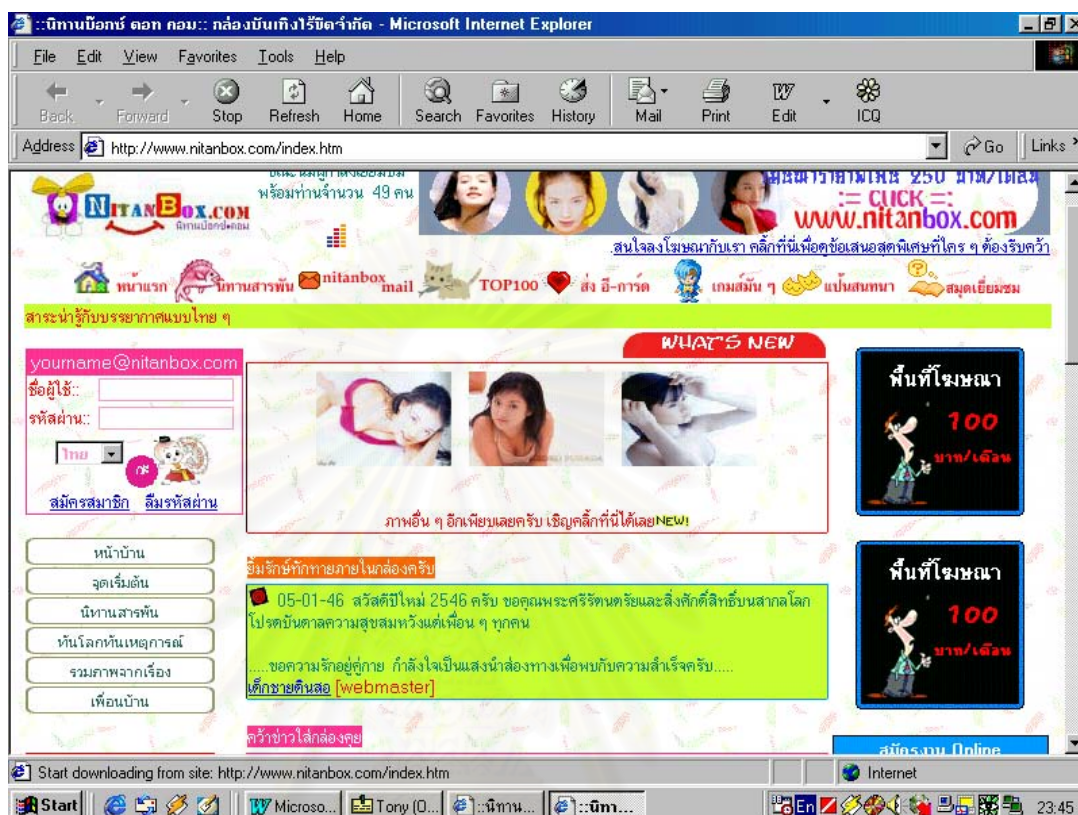 ::นิทานบ๊อกซ์ ดอท คอม:: กล่องบันเทิงไร้ขีดจำกัด - Microsoft Internet Explorer
File Edit View Favorites Tools Help
Back Forward Stop Refresh Home Search Favorites History Mail Print Edit ICQ
Address http://www.nitanbox.com/index.htm Go Links
พร้อมท่านจำนวน 49 คน
NITANBOX.COM
นิทานบ๊อกซ์.คอม
:= CLICK =:
www.nitanbox.com
สนใจลงโฆษณากับเรา คลิ้กที่นี่เพื่อดูข้อเสนอสุดพิเศษที่ใคร ๆ ต้องรีบคว้า
หน้าแรก นิทานสารพัน nitanbox mail TOP100 ส่ง อี-การ์ด เกมส์มัน ๆ แป้นสนทนา สมุดเยี่ยมชม
สาระน่ารู้กับบรรยากาศแบบไทย ๆ
WHAT'S NEW
yourname@nitanbox.com
ชื่อผู้ใช้::
รหัสผ่าน::
ไทย
สมัครสมาชิก ลืมรหัสผ่าน
ภาพอื่น ๆ อีกเพียบเลยครับ เชิญคลิ้กที่นี่ได้เลยNEW!
พื้นที่โฆษณา
100
บาท/เดือน
หน้าบ้าน
จุดเริ่มต้น
นิทานสารพัน
ทันโลกทันเหตุการณ์
รวมภาพจากเรื่อง
เพื่อนบ้าน
ยิ้มรักษ์ทักทายภายในกล่องครับ
05-01-46 สวัสดีปีใหม่ 2546 ครับ ขอคุณพระศรีรัตนตรัยและสิ่งศักดิ์สิทธิ์บนสากลโลก
โปรดบันดาลความสุขสมหวังแด่เพื่อน ๆ ทุกคน
.....ขอความรักอยู่คู่กาย กำลังใจเป็นแสงนำส่องทางเพื่อพบกับความสำเร็จครับ.....
เด็กชายดินสอ [webmaster]
พื้นที่โฆษณา
100
บาท/เดือน
คว้าข่าวใส่กล่องคุย
สมัครงาน Online
Start downloading from site: http://www.nitanbox.com/index.htm Internet
Start Microso... Tony (O... ::นิทาน... ::นิทา... En 23:45